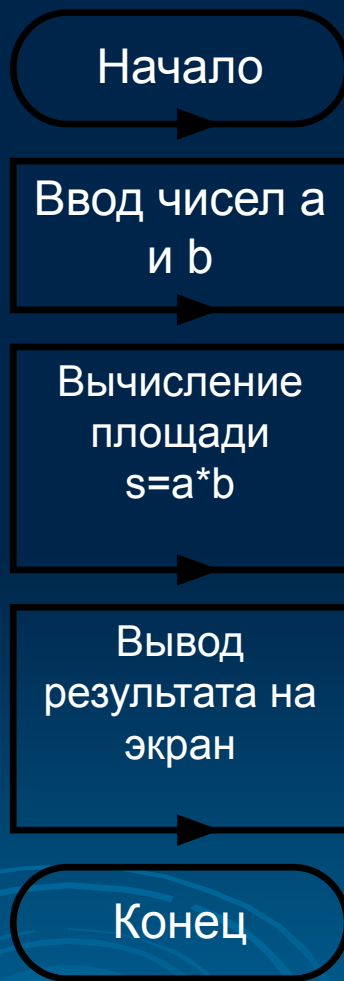 Начало
Ввод чисел a
и b
Вычисление
площади
s=a*b
Вывод
результата на
экран
Конец